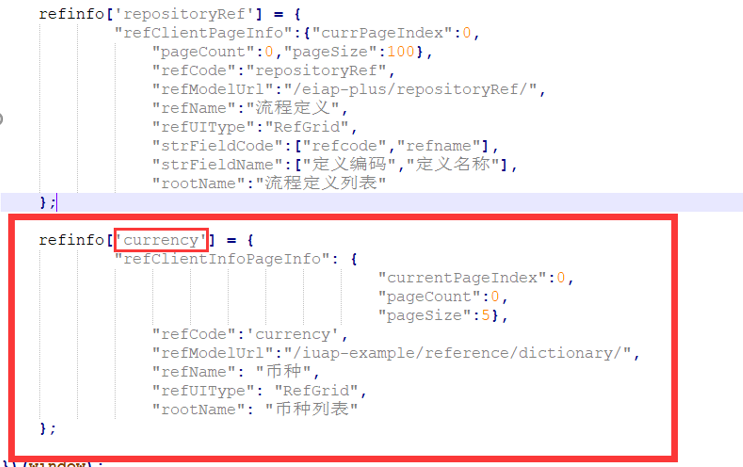 refinfo['repositoryRef'] = {
"refClientPageInfo":{"currPageIndex":0,
"pageCount":0,"pageSize":100},
"refCode":"repositoryRef",
"refModelUrl":"/eiap-plus/repositoryRef/",
"refName":"流程定义",
"refUIType":"RefGrid",
"strFieldCode":["refcode","refname"],
"strFieldName":["定义编码","定义名称"],
"rootName":"流程定义列表"
};
refinfo['currency'] = {
"refClientInfoPageInfo": {
"currentPageIndex":0,
"pageCount":0,
"pageSize":5},
"refCode":'currency',
"refModelUrl":"/iuap-example/reference/dictionary/",
"refName": "币种",
"refUIType": "RefGrid",
"rootName": "币种列表"
};
}(window);